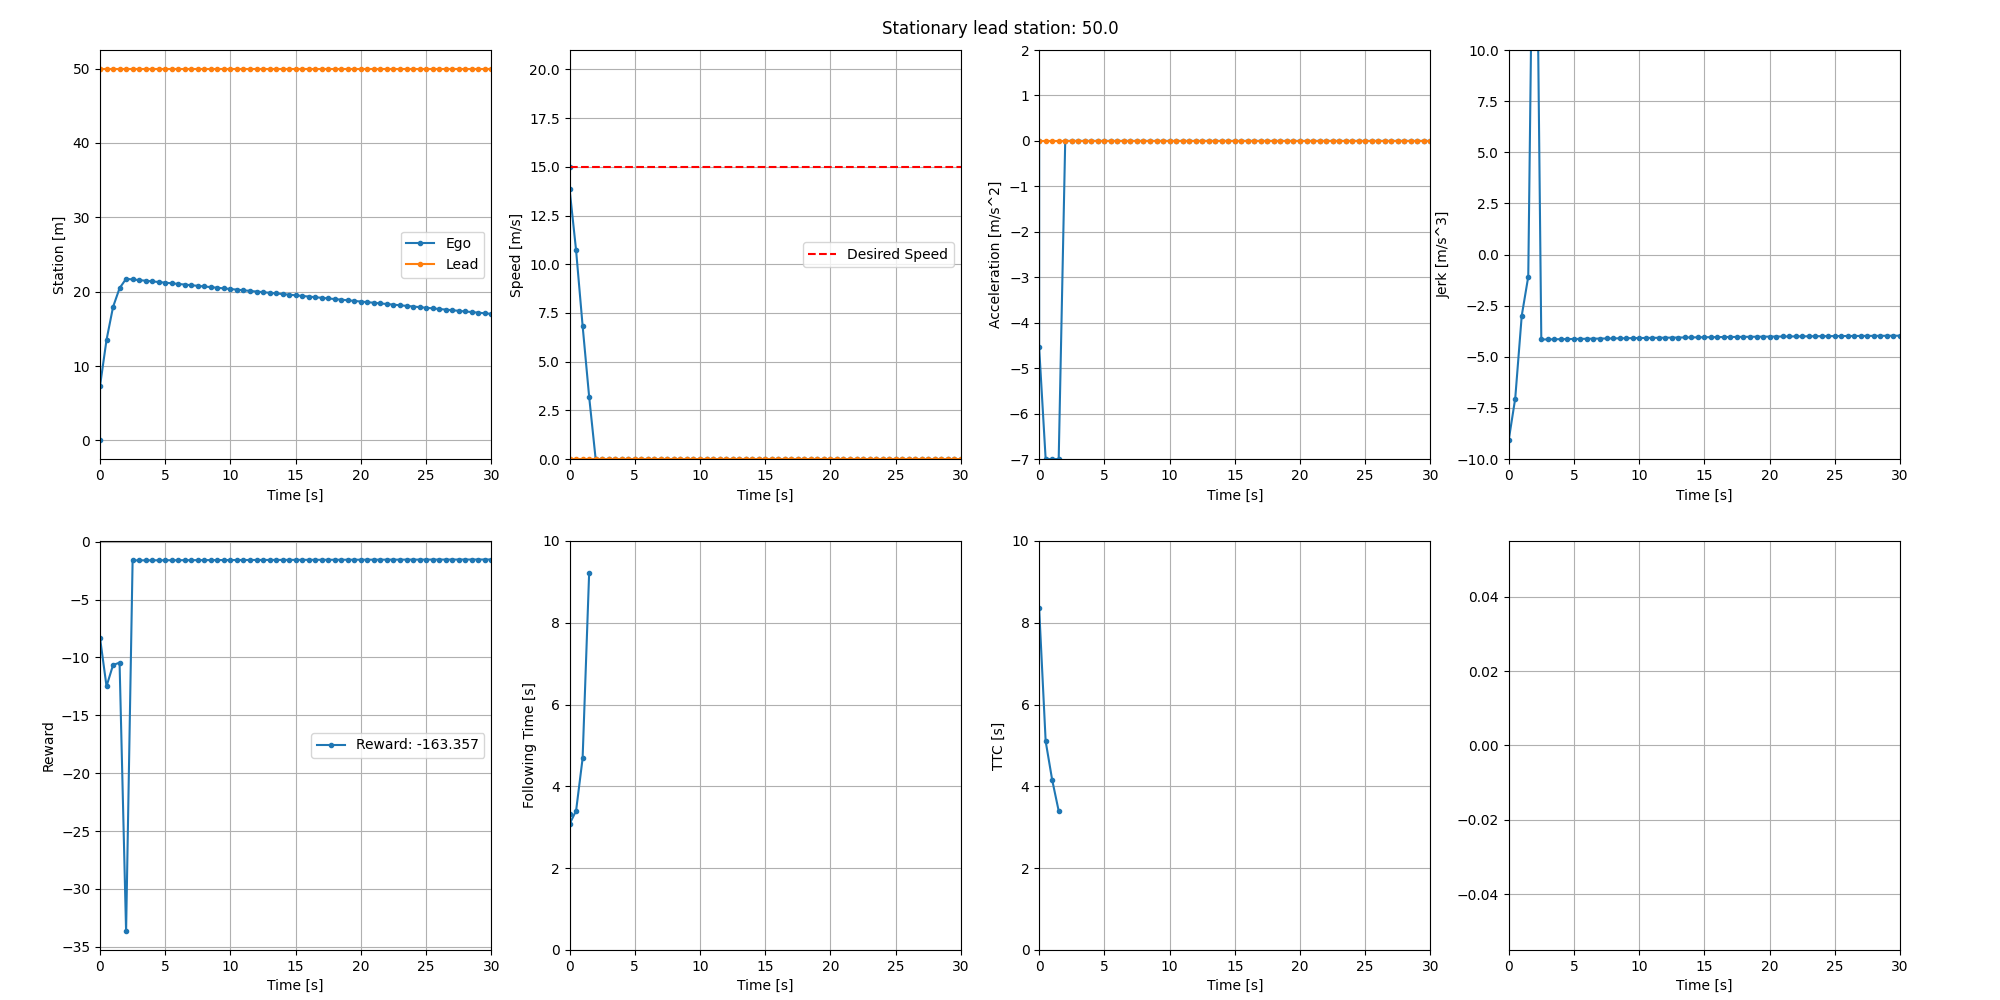 Stationary lead station: 50.0
Station [m]
50
40
30
20
10
0
Ego
Lead
0 5 10 15 20 25 30
Time [s]
Speed [m/s]
20.0
17.5
15.0
12.5
10.0
7.5
5.0
2.5
0.0
Desired Speed
0 5 10 15 20 25 30
Time [s]
Acceleration [m/s^2]
2
1
0
−1
−2
−3
−4
−5
−6
−7
0 5 10 15 20 25 30
Time [s]
Jerk [m/s^3]
10.0
7.5
5.0
2.5
0.0
−2.5
−5.0
−7.5
−10.0
0 5 10 15 20 25 30
Time [s]
Reward
0
−5
−10
−15
−20
−25
−30
−35
Reward: -163.357
0 5 10 15 20 25 30
Time [s]
Following Time [s]
10
8
6
4
2
0
0 5 10 15 20 25 30
Time [s]
TTC [s]
10
8
6
4
2
0
0 5 10 15 20 25 30
Time [s]
0.04
0.02
0.00
−0.02
−0.04
0 5 10 15 20 25 30
Time [s]